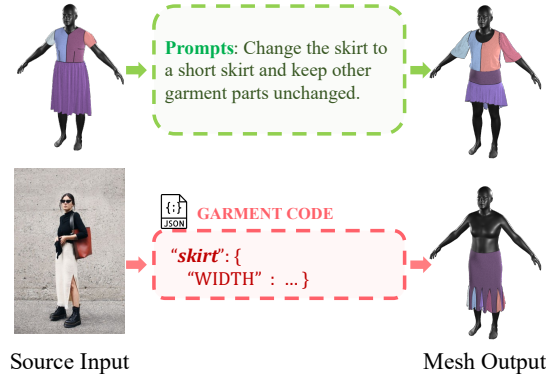 Prompts: Change the skirt to
a short skirt and keep other
garment parts unchanged.
{:}
JSON
GARMENT CODE
“skirt”: {
“WIDTH” : ... }
Source Input
Mesh Output